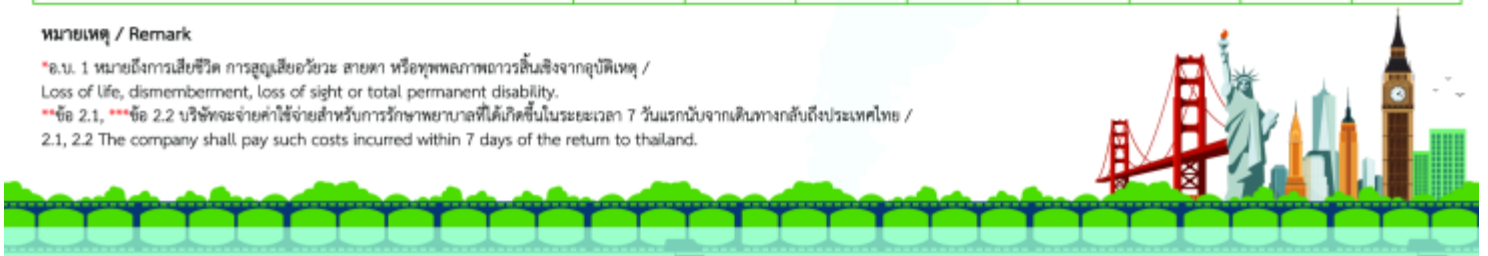 หมายเหตุ / Remark
*อ.บ. 1 หมายถึงการเสียชีวิต การสูญเสียอวัยวะ สายตา หรือทุพพลภาพถาวรสิ้นเชิงจากอุบัติเหตุ /
Loss of life, dismemberment, loss of sight or total permanent disability.
**ข้อ 2.1, ***ข้อ 2.2 บริษัทจะจ่ายค่าใช้จ่ายสำหรับการรักษาพยาบาลที่ได้เกิดขึ้นในระยะเวลา 7 วันแรกนับจากเดินทางกลับถึงประเทศไทย /
2.1, 2.2 The company shall pay such costs incurred within 7 days of the return to thailand.